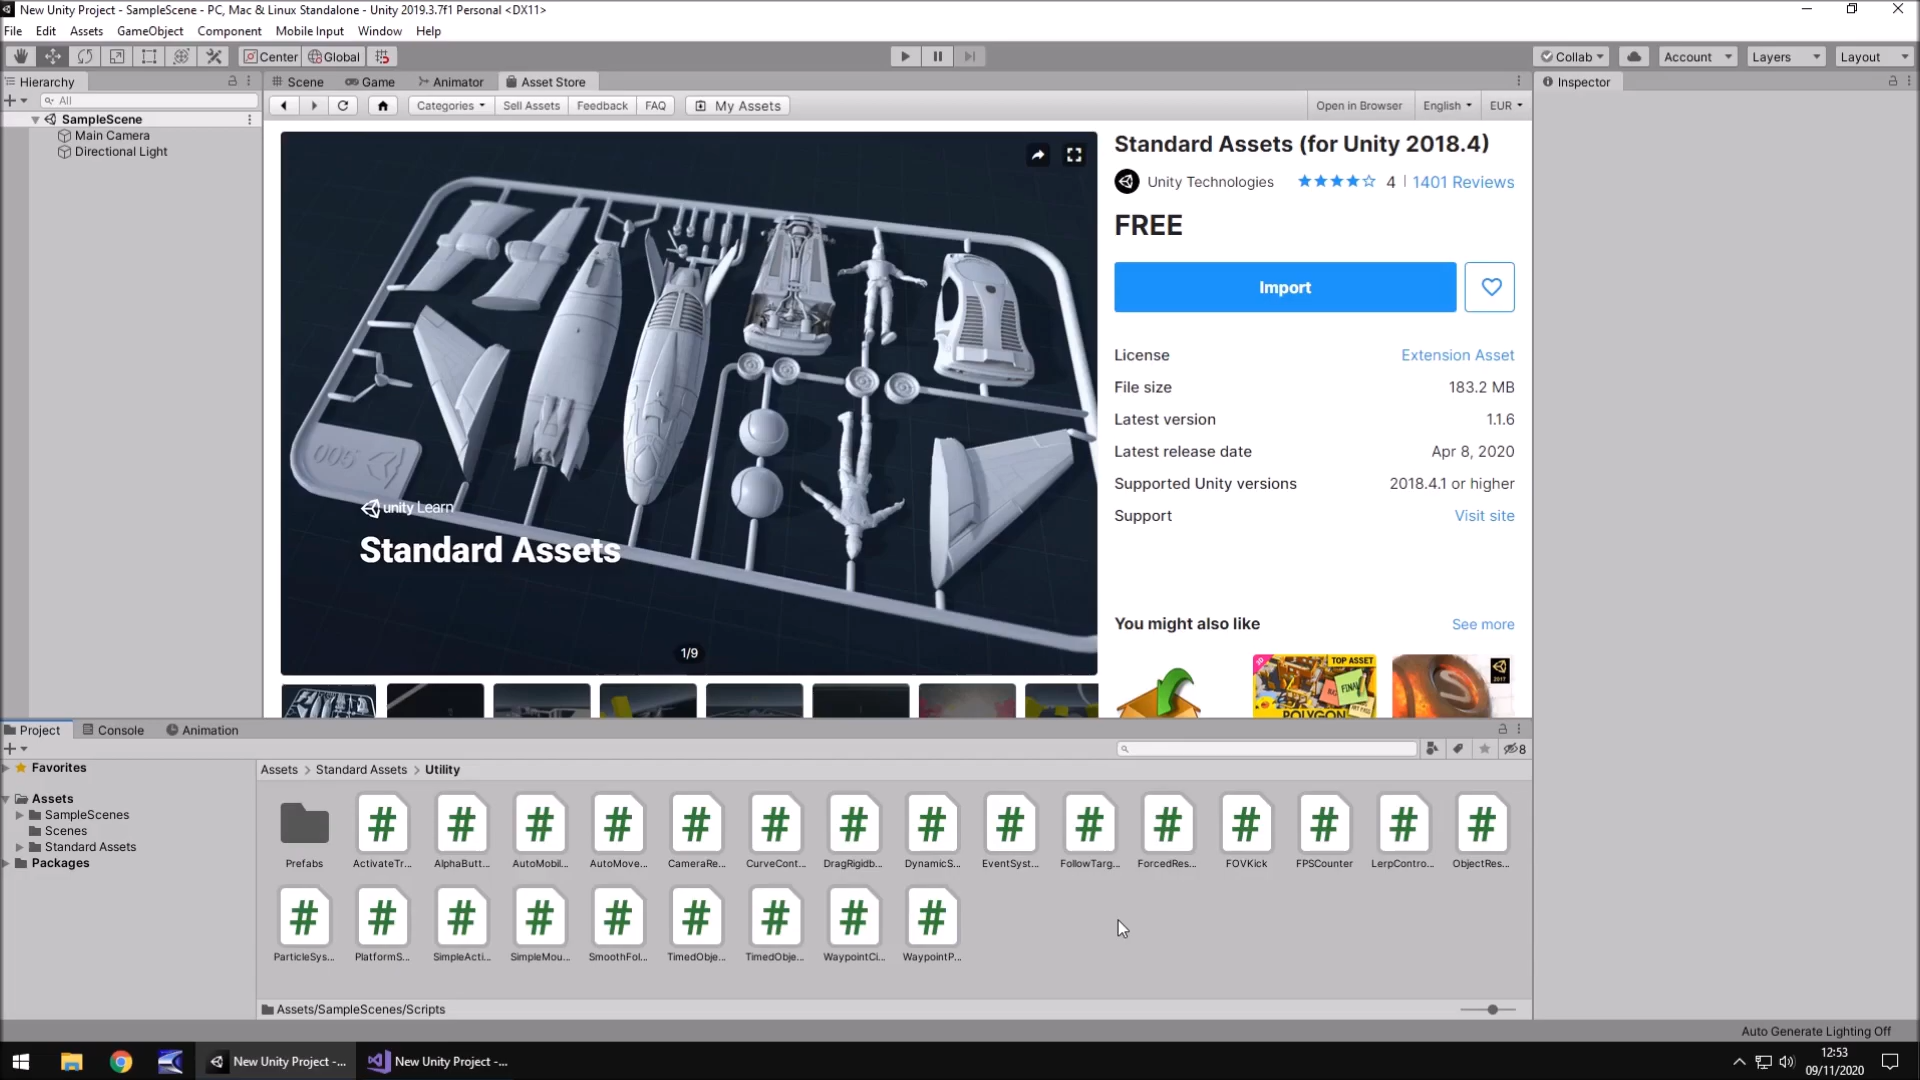 New Unity Project - SampleScene - PC, Mac & Linux Standalone - Unity 2019.3.7f1 Personal <DX11>
File Edit Assets GameObject Component Mobile Input Window Help
Center Global Collab Account Layers Layout
Hierarchy Scene Game Animator Asset Store Inspector
All
Categories Sell Assets Feedback FAQ My Assets Open in Browser English EUR
SampleScene
Main Camera
Directional Light
005
unity Learn
Standard Assets
1/9
Standard Assets (for Unity 2018.4)
Unity Technologies 4 | 1401 Reviews
FREE
Import
License Extension Asset
File size 183.2 MB
Latest version 1.1.6
Latest release date Apr 8, 2020
Supported Unity versions 2018.4.1 or higher
Support Visit site
You might also like See more
TOP ASSET
FINAL
POLYGON
Project Console Animation
8
Favorites
Assets
SampleScenes
Scenes
Standard Assets
Packages
Assets > Standard Assets > Utility
Prefabs ActivateTr... AlphaButt... AutoMobil... AutoMove... CameraRe... CurveCont... DragRigidb... DynamicS... EventSyst... FollowTarg... ForcedRes... FOVKick FPSCounter LerpContro... ObjectRes...
ParticleSys... PlatformS... SimpleActi... SimpleMou... SmoothFol... TimedObje... TimedObje... WaypointCi... WaypointP...
Assets/SampleScenes/Scripts
Auto Generate Lighting Off
New Unity Project -... New Unity Project -...
12:53
09/11/2020